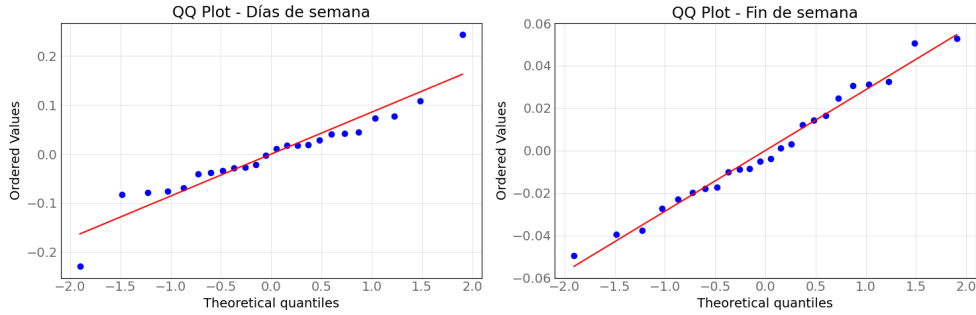 QQ Plot - Días de semana
0.2
0.1
0.0
−0.1
−0.2
Ordered Values
−2.0 −1.5 −1.0 −0.5 0.0 0.5 1.0 1.5 2.0
Theoretical quantiles
QQ Plot - Fin de semana
0.06
0.04
0.02
0.00
−0.02
−0.04
−0.06
Ordered Values
−2.0 −1.5 −1.0 −0.5 0.0 0.5 1.0 1.5 2.0
Theoretical quantiles